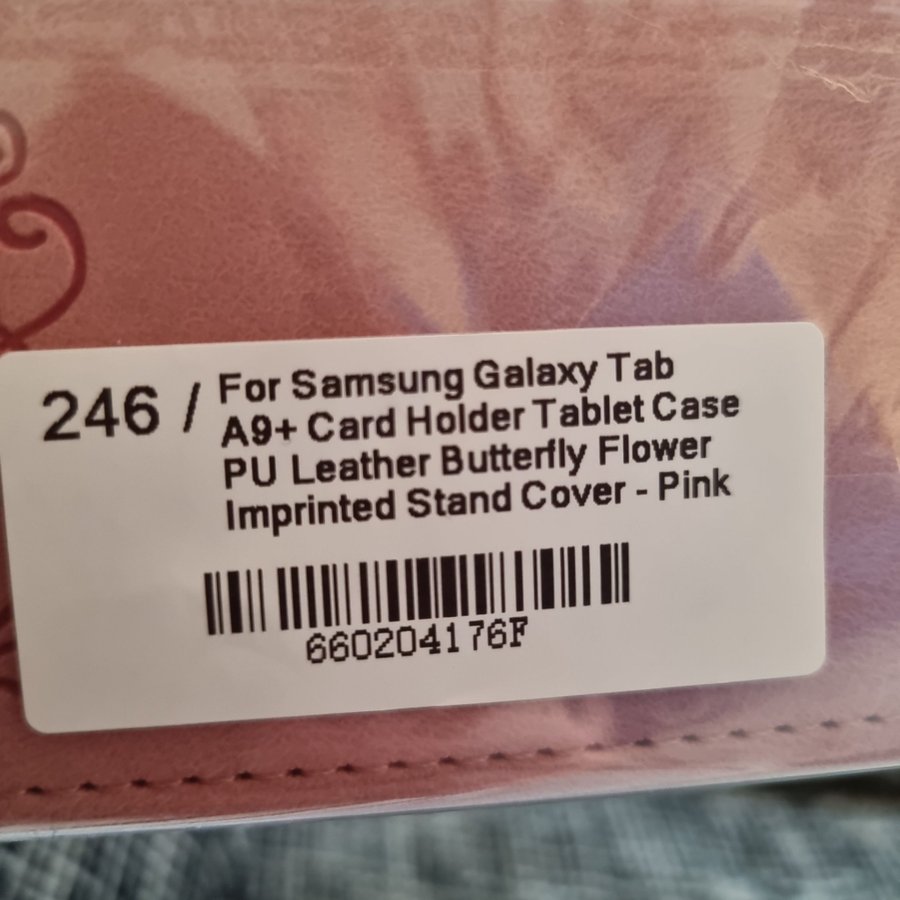 246 / For Samsung Galaxy Tab
A9+ Card Holder Tablet Case
PU Leather Butterfly Flower
Imprinted Stand Cover - Pink
660204176F